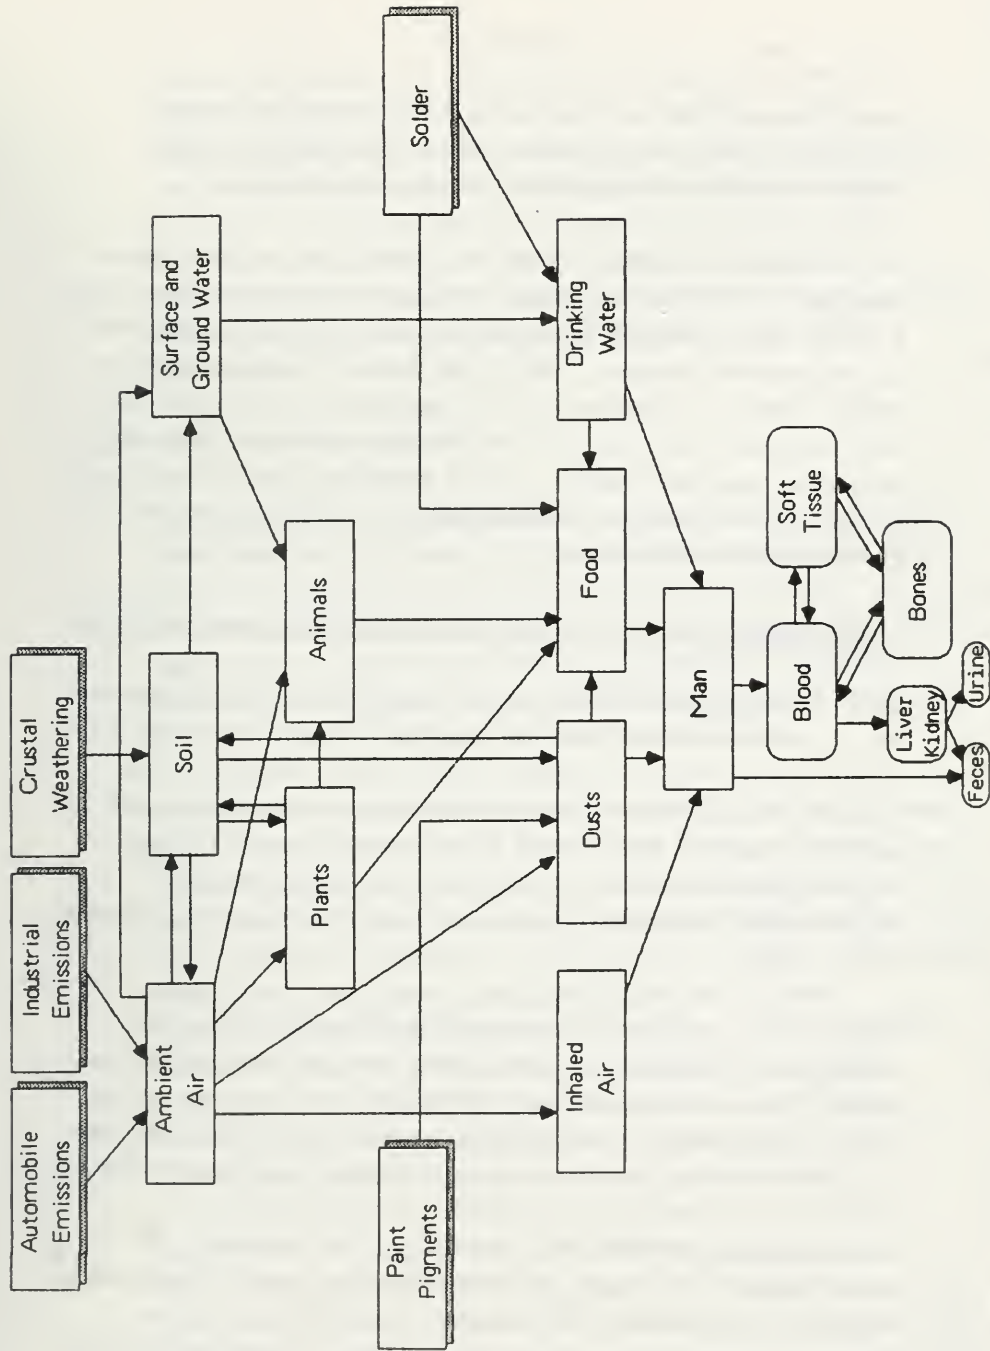 Automobile
Emissions
Industrial
Emissions
Crustal
Weathering
Ambient
Air
Soil
Surface and
Ground Water
Plants
Animals
Paint
Pigments
Solder
Inhaled
Air
Dusts
Food
Drinking
Water
Man
Blood
Soft
Tissue
Liver
Kidney
Bones
Feces
Urine